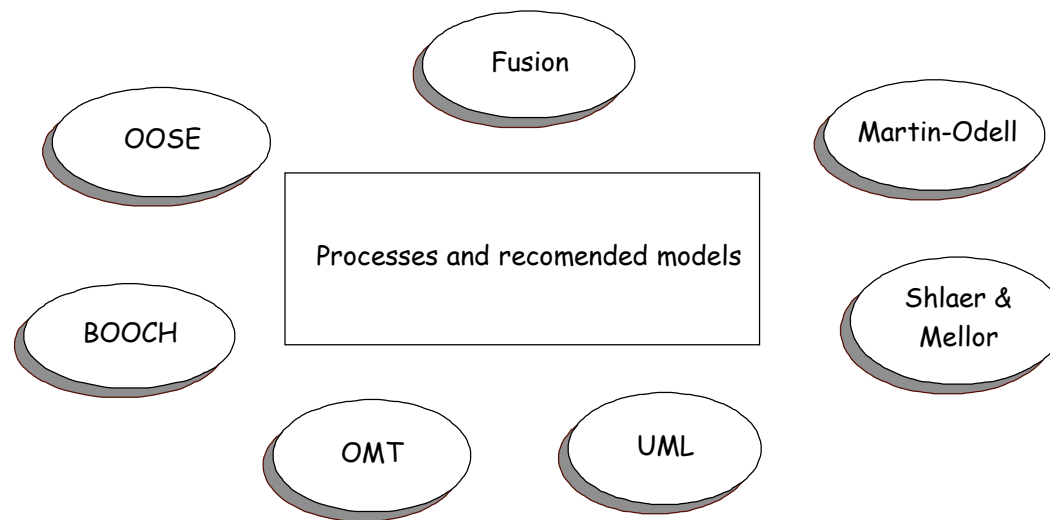 Fusion
OOSE
Martin-Odell
Processes and recomended models
Shlaer &
Mellor
BOOCH
OMT
UML